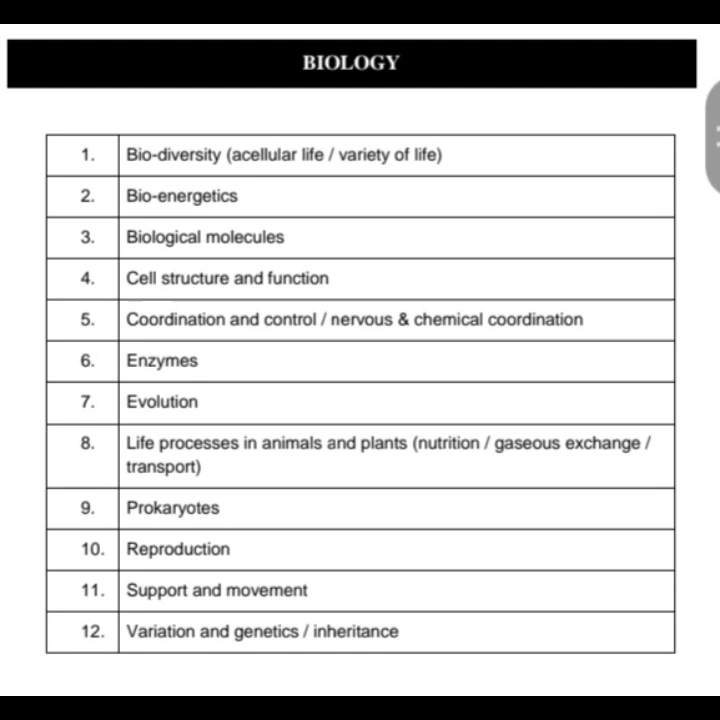 BIOLOGY
1. Bio-diversity (acellular life / variety of life)
2. Bio-energetics
3. Biological molecules
4. Cell structure and function
5. Coordination and control / nervous & chemical coordination
6. Enzymes
7. Evolution
8. Life processes in animals and plants (nutrition / gaseous exchange /
transport)
9. Prokaryotes
10. Reproduction
11. Support and movement
12. Variation and genetics / inheritance